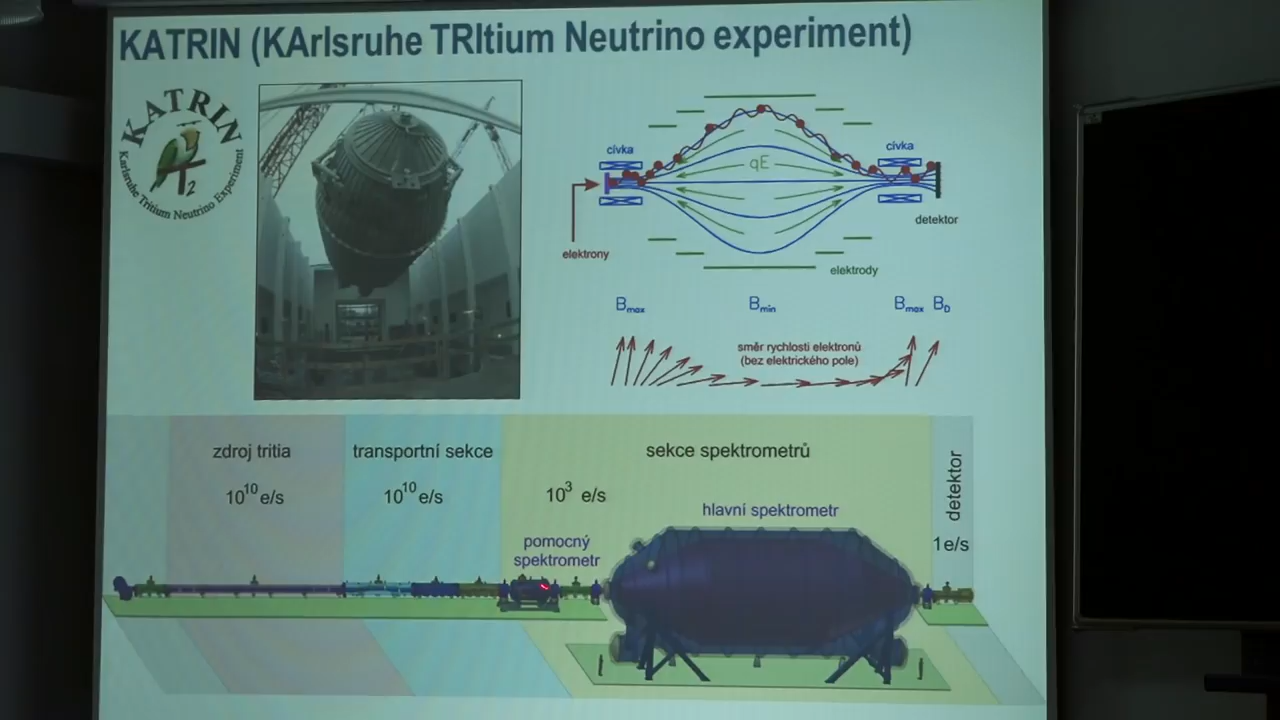 KATRIN (KArlsruhe TRItium Neutrino experiment)
KATRIN
Karlsruhe Tritium Neutrino Experiment
T2
cívka
cívka
qE
detektor
elektrony
elektrody
Bmax
Bmin
Bmax
BD
směr rychlosti elektronů
(bez elektrického pole)
zdroj tritia
10^10 e/s
transportní sekce
10^10 e/s
sekce spektrometrů
10^3 e/s
pomocný
spektrometr
hlavní spektrometr
detektor
1e/s